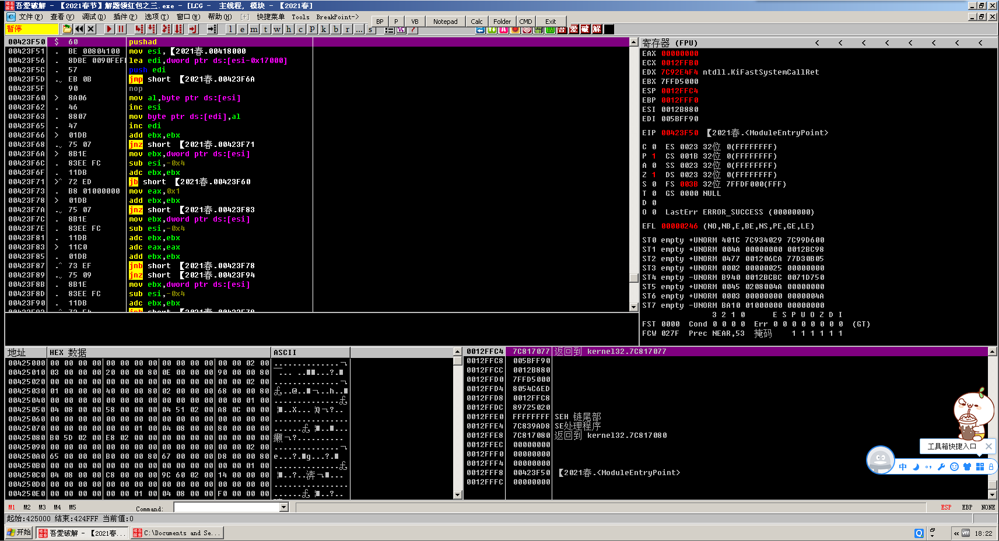 吾爱破解 - 【2021春节】解题领红包之三.exe - [LCG - 主线程, 模块 - 【2021春]
文件(F) 查看(V) 调试(D) 插件(P) 选项(T) 窗口(W) 帮助(H) [+] 快捷菜单 Tools BreakPoint->
BP P VB Notepad Calc Folder CMD Exit
暂停 l e m t w h c P k b r ... s ? 吾 爱 破 解
00423F50 $ 60 pushad
00423F51 . BE 00804100 mov esi,【2021春.00418000
00423F56 . 8DBE 0090FEF lea edi,dword ptr ds:[esi-0x17000]
00423F5C . 57 push edi
00423F5D . EB 0B jmp short 【2021春.00423F6A
00423F5F 90 nop
00423F60 > 8A06 mov al,byte ptr ds:[esi]
00423F62 . 46 inc esi
00423F63 . 8807 mov byte ptr ds:[edi],al
00423F65 . 47 inc edi
00423F66 > 01DB add ebx,ebx
00423F68 . 75 07 jnz short 【2021春.00423F71
00423F6A > 8B1E mov ebx,dword ptr ds:[esi]
00423F6C . 83EE FC sub esi,-0x4
00423F6F . 11DB adc ebx,ebx
00423F71 >^ 72 ED jb short 【2021春.00423F60
00423F73 . B8 01000000 mov eax,0x1
00423F78 > 01DB add ebx,ebx
00423F7A . 75 07 jnz short 【2021春.00423F83
00423F7C . 8B1E mov ebx,dword ptr ds:[esi]
00423F7E . 83EE FC sub esi,-0x4
00423F81 . 11DB adc ebx,ebx
00423F83 > 11C0 adc eax,eax
00423F85 . 01DB add ebx,ebx
00423F87 .^ 73 EF jnb short 【2021春.00423F78
00423F89 . 75 09 jnz short 【2021春.00423F94
00423F8B . 8B1E mov ebx,dword ptr ds:[esi]
00423F8D . 83EE FC sub esi,-0x4
00423F90 . 11DB adc ebx,ebx
寄存器 (FPU) < < < < < < < <
EAX 00000000
ECX 0012FFB0
EDX 7C92E4F4 ntdll.KiFastSystemCallRet
EBX 7FFD5000
ESP 0012FFC4
EBP 0012FFF0
ESI 0012B880
EDI 005BFF90
EIP 00423F50 【2021春.<ModuleEntryPoint>
C 0 ES 0023 32位 0(FFFFFFFF)
P 1 CS 001B 32位 0(FFFFFFFF)
A 0 SS 0023 32位 0(FFFFFFFF)
Z 1 DS 0023 32位 0(FFFFFFFF)
S 0 FS 003B 32位 7FFDF000(FFF)
T 0 GS 0000 NULL
D 0
O 0 LastErr ERROR_SUCCESS (00000000)
EFL 00000246 (NO,NB,E,BE,NS,PE,GE,LE)
ST0 empty +UNORM 401C 7C934029 7C99D600
ST1 empty +UNORM 004A 00000000 0012BC98
ST2 empty +UNORM 0477 001206CA 77D30B05
ST3 empty +UNORM 0002 00000025 00000000
ST4 empty -UNORM B940 0012BCBC 0071D750
ST5 empty +UNORM 0045 0208004A 00000000
ST6 empty +UNORM 0003 00000000 0000004A
ST7 empty -UNORM BA10 01000000 00000000
3 2 1 0 E S P U O Z D I
FST 0000 Cond 0 0 0 0 Err 0 0 0 0 0 0 0 0 (GT)
FCW 027F Prec NEAR,53 掩码 1 1 1 1 1 1
地址 HEX 数据 ASCII
00425000 00 00 00 00 00 00 00 00 00 00 00 00 00 00 02 00
00425010 03 00 00 00 20 00 00 80 0E 00 00 00 90 00 00 80
00425020 00 00 00 00 00 00 00 00 00 00 00 00 00 00 02 00
00425030 01 00 00 00 40 00 00 80 02 00 00 00 68 00 00 80
00425040 00 00 00 00 00 00 00 00 00 00 00 00 00 00 01 00
00425050 04 08 00 00 58 00 00 00 04 51 02 00 A8 0C 00 00
00425060 00 00 00 00 00 00 00 00 00 00 00 00 00 00 00 00
00425070 00 00 00 00 00 00 01 00 04 08 00 00 80 00 00 00
00425080 B0 5D 02 00 E8 02 00 00 00 00 00 00 00 00 00 00
00425090 00 00 00 00 00 00 00 00 00 00 00 00 00 00 02 00
004250A0 65 00 00 00 B0 00 00 80 67 00 00 00 D8 00 00 80
004250B0 00 00 00 00 00 00 00 00 00 00 00 00 00 00 01 00
004250C0 04 08 00 00 C8 00 00 00 9C 60 02 00 14 00 00 00
004250D0 00 00 00 00 00 00 00 00 00 00 00 00 00 00 00 00
004250E0 00 00 00 00 00 00 01 00 04 08 00 00 F0 00 00 00
0012FFC4 7C817077 返回到 kernel32.7C817077
0012FFC8 005BFF90
0012FFCC 0012B880
0012FFD0 7FFD5000
0012FFD4 8054C6ED
0012FFD8 0012FFC8
0012FFDC 89725020
0012FFE0 FFFFFFFF SEH 链尾部
0012FFE4 7C839AD8 SE处理程序
0012FFE8 7C817080 返回到 kernel32.7C817080
0012FFEC 00000000
0012FFF0 00000000
0012FFF4 00000000
0012FFF8 00423F50 【2021春.<ModuleEntryPoint>
0012FFFC 00000000
工具箱快捷入口
中
M1 M2 M3 M4 M5 Command: ESP EBP NONE
起始:425000 结束:424FFF 当前值:0
开始 吾爱破解 - 【2021春... C:\Documents and Se... « vm 18:22